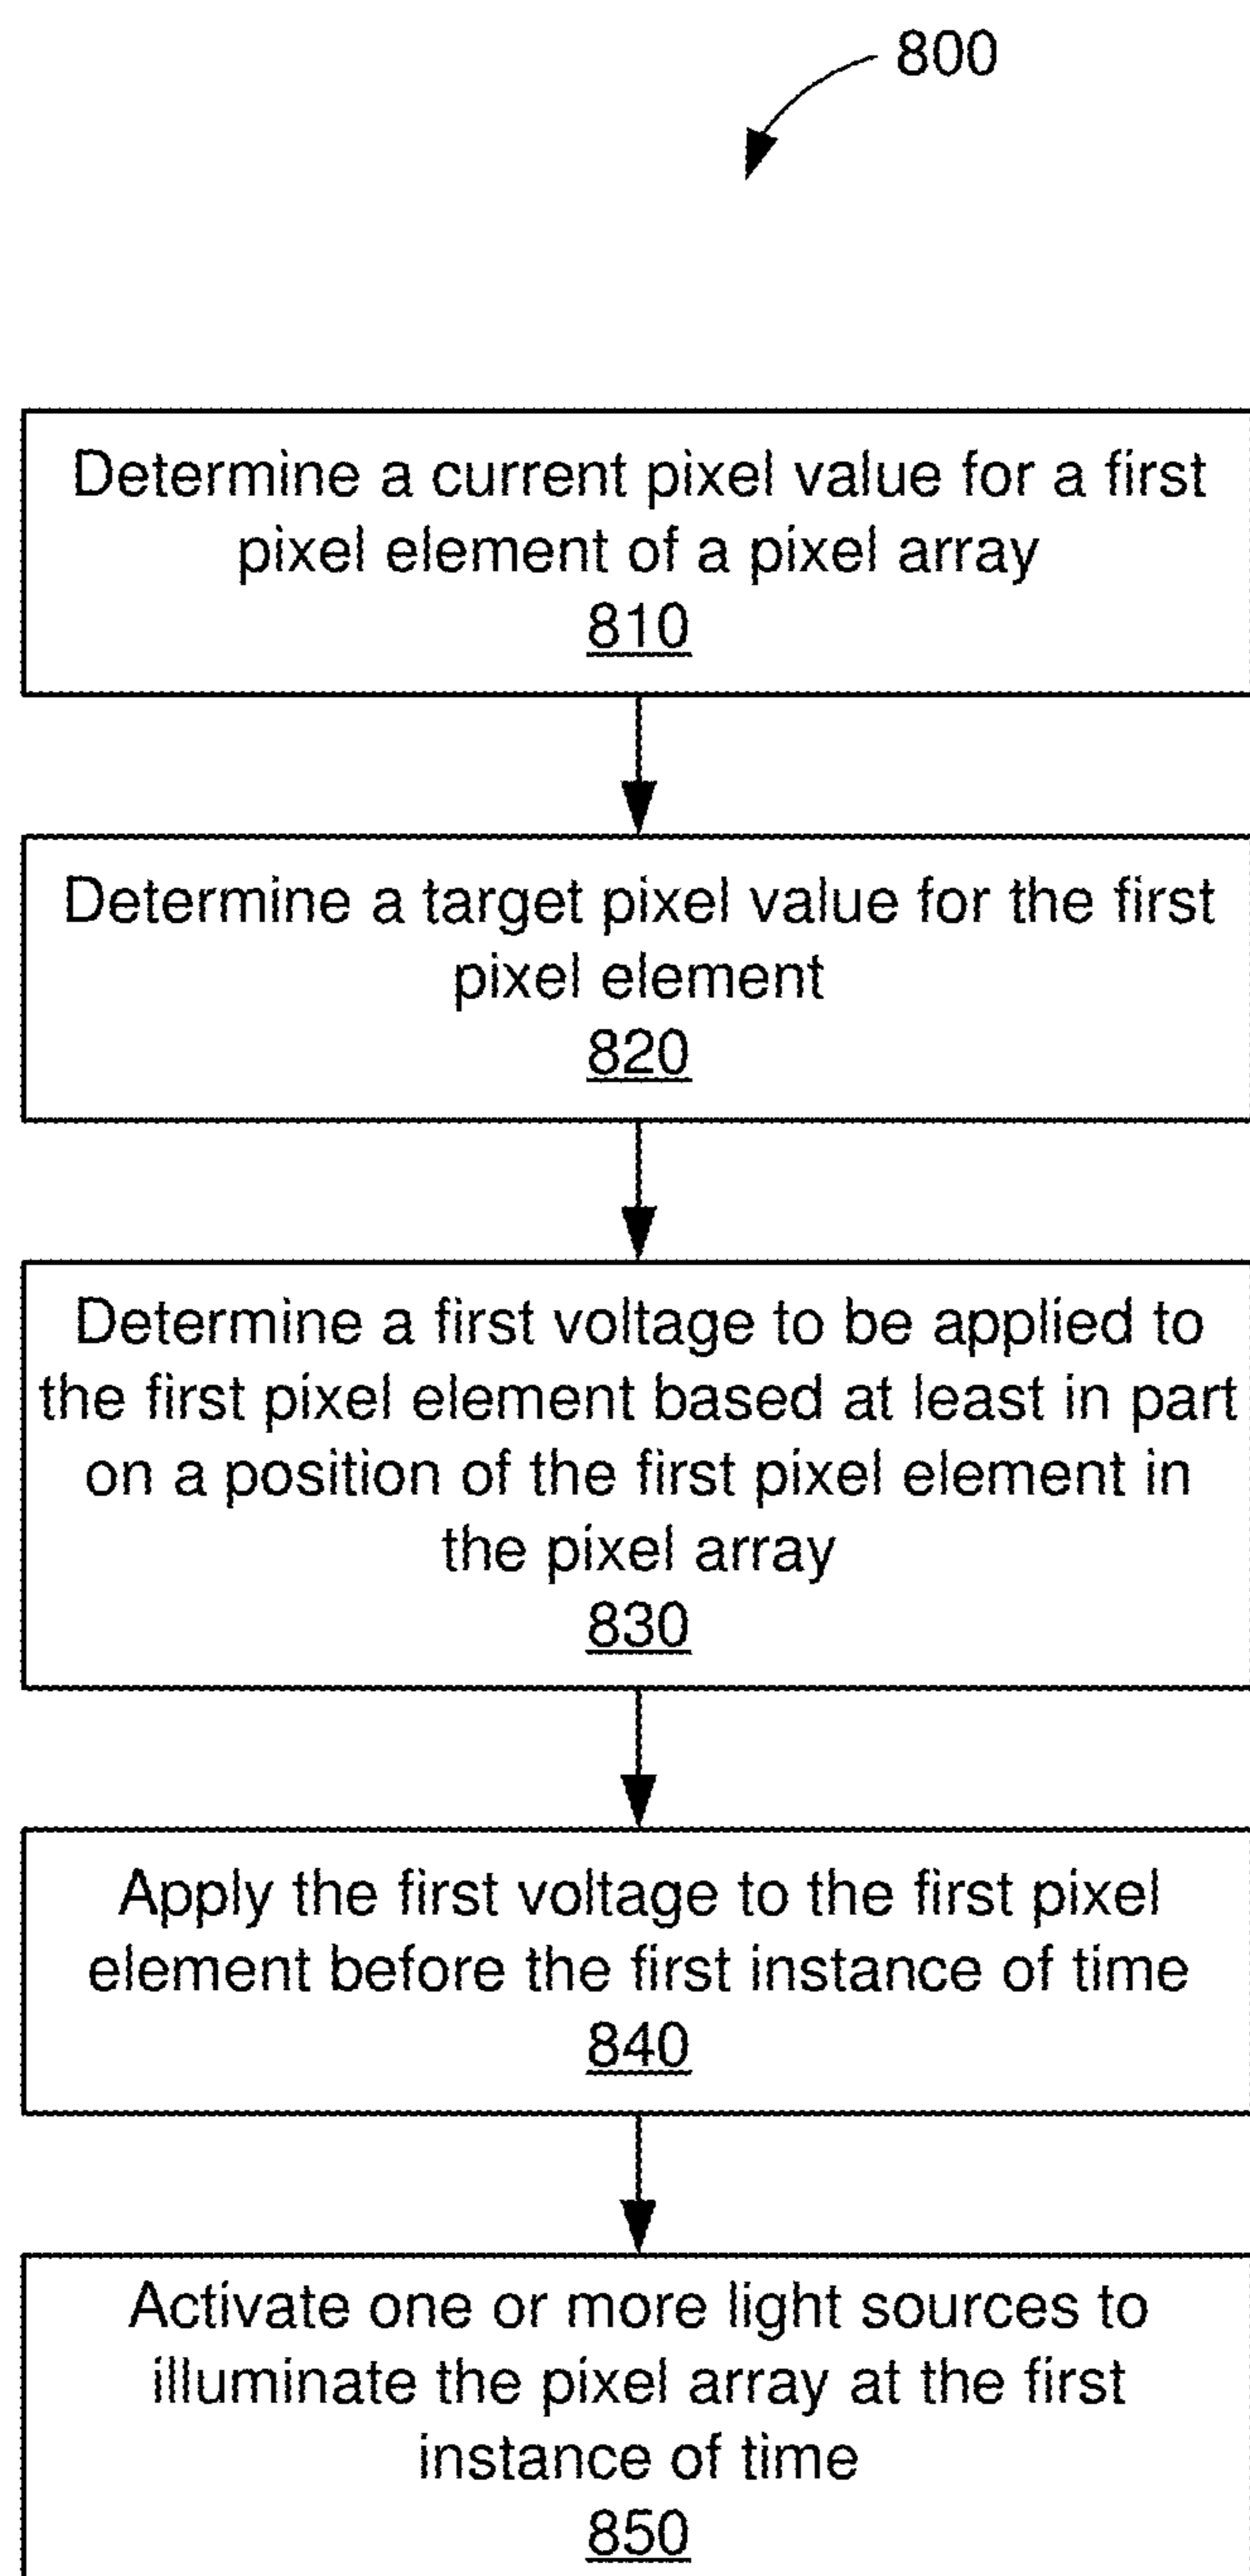 800
Determine a current pixel value for a first
pixel element of a pixel array
810
Determine a target pixel value for the first
pixel element
820
Determine a first voltage to be applied to
the first pixel element based at least in part
on a position of the first pixel element in
the pixel array
830
Apply the first voltage to the first pixel
element before the first instance of time
840
Activate one or more light sources to
illuminate the pixel array at the first
instance of time
850